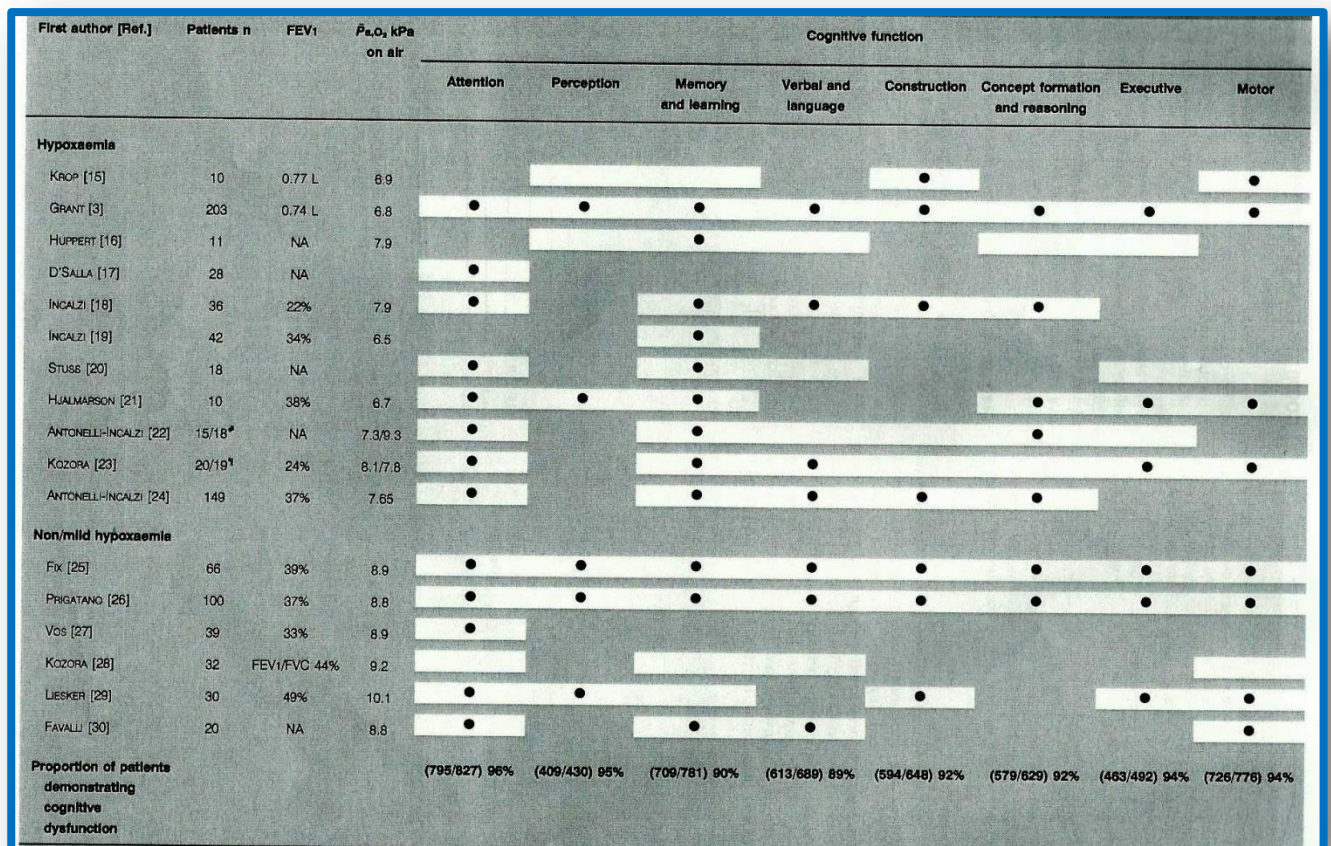 First author [Ref.] Patients n FEV1 P̄a,O₂ kPa Cognitive function
on air
Attention Perception Memory Verbal and Construction Concept formation Executive Motor
and learning language and reasoning
Hypoxaemia
KROP [15] 10 0.77 L 6.9 ● ●
GRANT [3] 203 0.74 L 6.8 ● ● ● ● ● ● ● ●
HUPPERT [16] 11 NA 7.9 ●
D'SALLA [17] 28 NA ●
INCALZI [18] 36 22% 7.9 ● ● ● ● ●
INCALZI [19] 42 34% 6.5 ●
STUSS [20] 18 NA ● ●
HJALMARSON [21] 10 38% 6.7 ● ● ● ● ● ●
ANTONELLI-INCALZI [22] 15/18# NA 7.3/9.3 ● ● ●
KOZORA [23] 20/19¶ 24% 8.1/7.8 ● ● ● ● ●
ANTONELLI-INCALZI [24] 149 37% 7.65 ● ● ● ● ●
Non/mild hypoxaemia
FIX [25] 66 39% 8.9 ● ● ● ● ● ● ● ●
PRIGATANO [26] 100 37% 8.8 ● ● ● ● ● ● ● ●
VOS [27] 39 33% 8.9 ●
KOZORA [28] 32 FEV1/FVC 44% 9.2
LIESKER [29] 30 49% 10.1 ● ● ● ● ●
FAVALLI [30] 20 NA 8.8 ● ● ● ●
Proportion of patients (795/827) 96% (409/430) 95% (709/781) 90% (613/689) 89% (594/648) 92% (579/629) 92% (463/492) 94% (726/776) 94%
demonstrating
cognitive
dysfunction